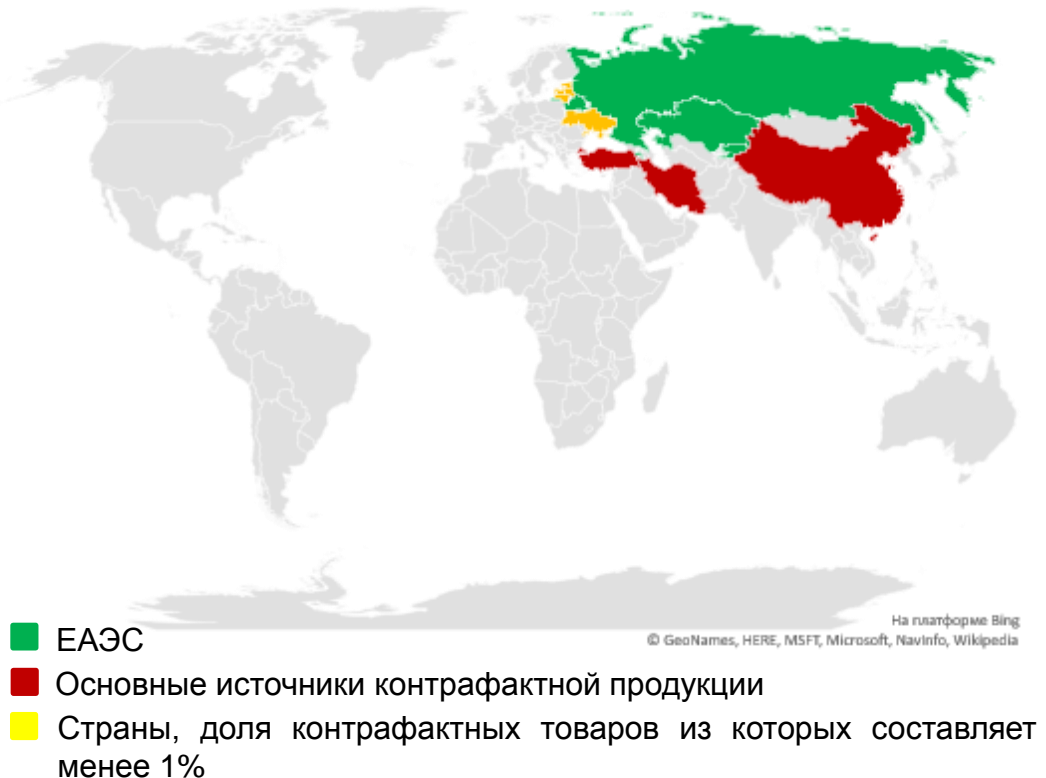 На платформе Bing
© GeoNames, HERE, MSFT, Microsoft, NavInfo, Wikipedia
ЕАЭС
Основные источники контрафактной продукции
Страны, доля контрафактных товаров из которых составляет
менее 1%